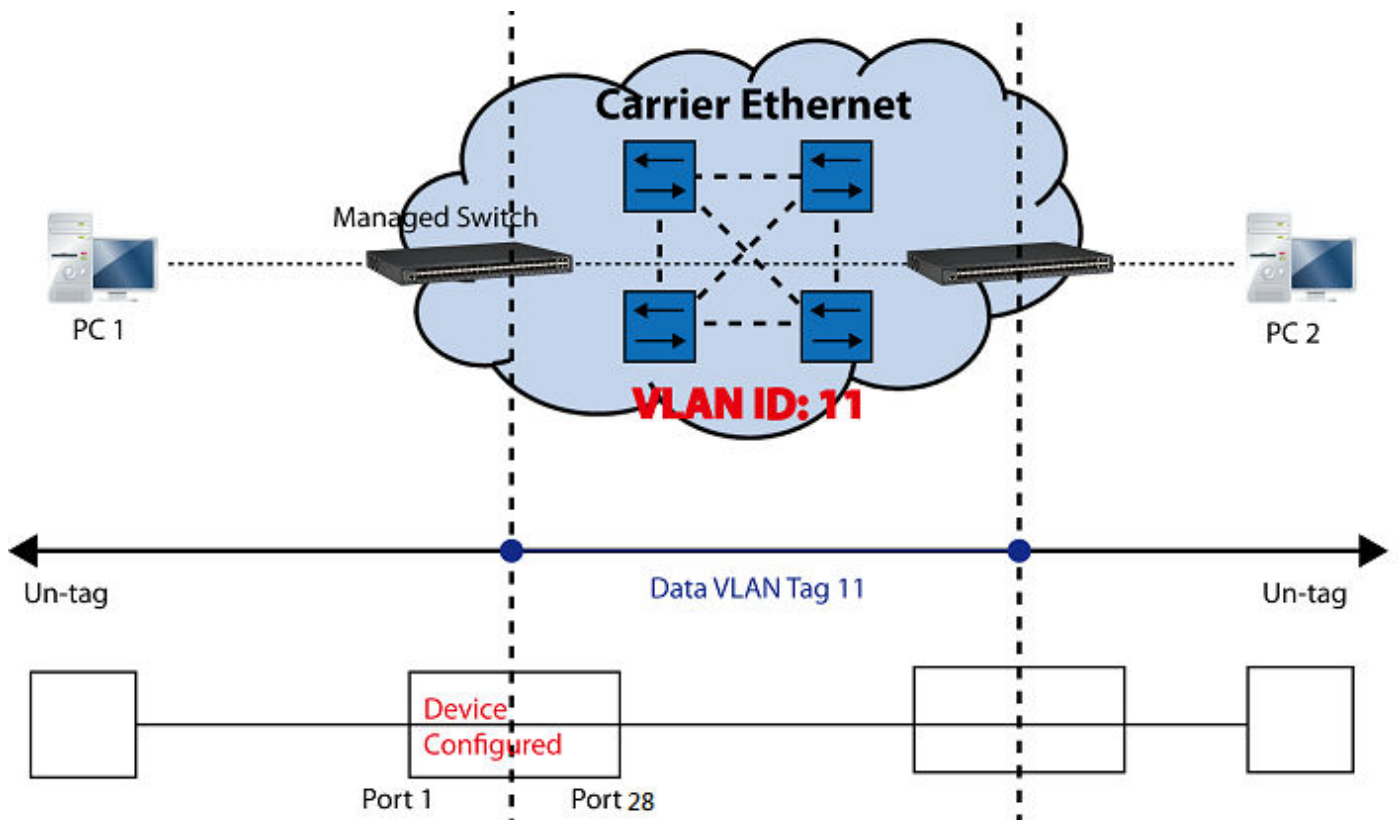 Carrier Ethernet
Managed Switch
PC 1
PC 2
VLAN ID: 11
Un-tag
Data VLAN Tag 11
Un-tag
Device
Configured
Port 1
Port 28